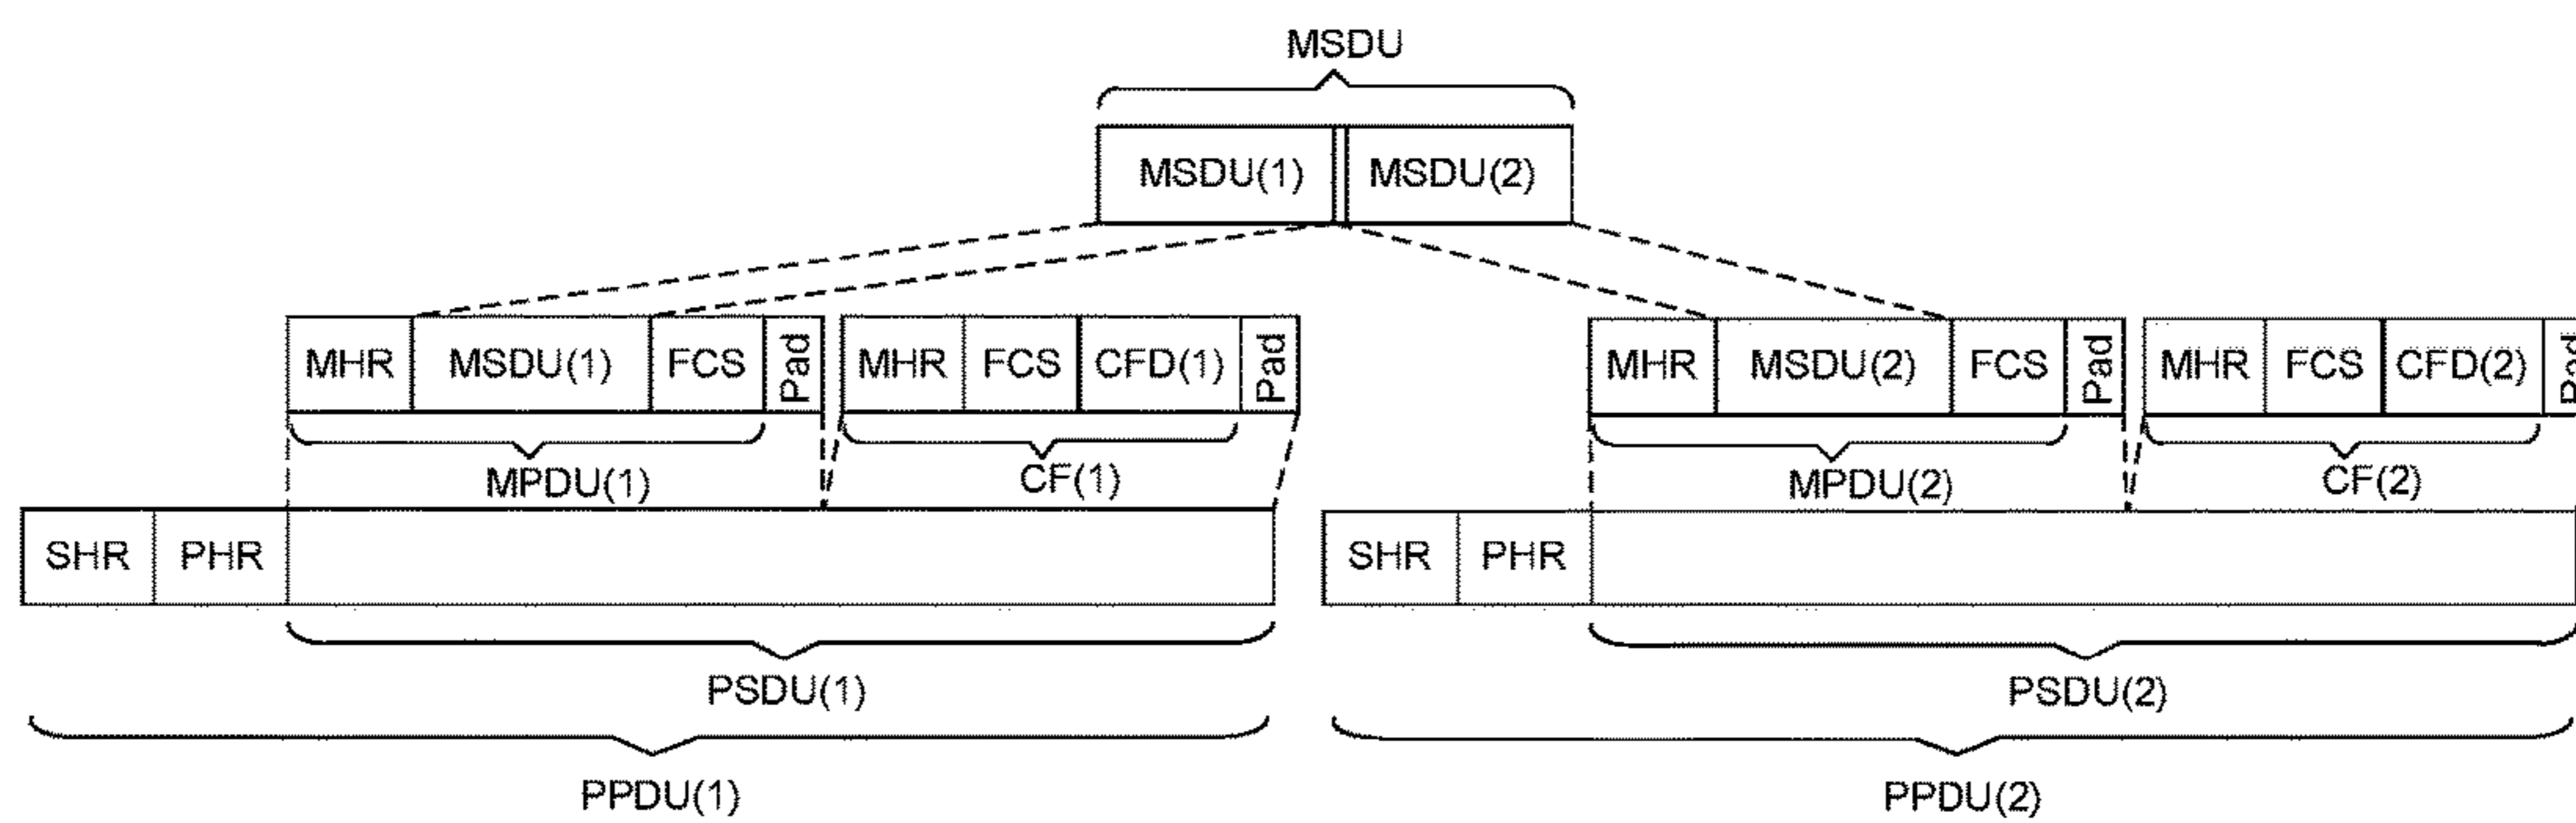 MSDU
MSDU(1) MSDU(2)
MHR MSDU(1) FCS Pad MHR FCS CFD(1) Pad MHR MSDU(2) FCS Pad MHR FCS CFD(2) Pad
MPDU(1) CF(1) MPDU(2) CF(2)
SHR PHR SHR PHR
PSDU(1) PSDU(2)
PPDU(1) PPDU(2)